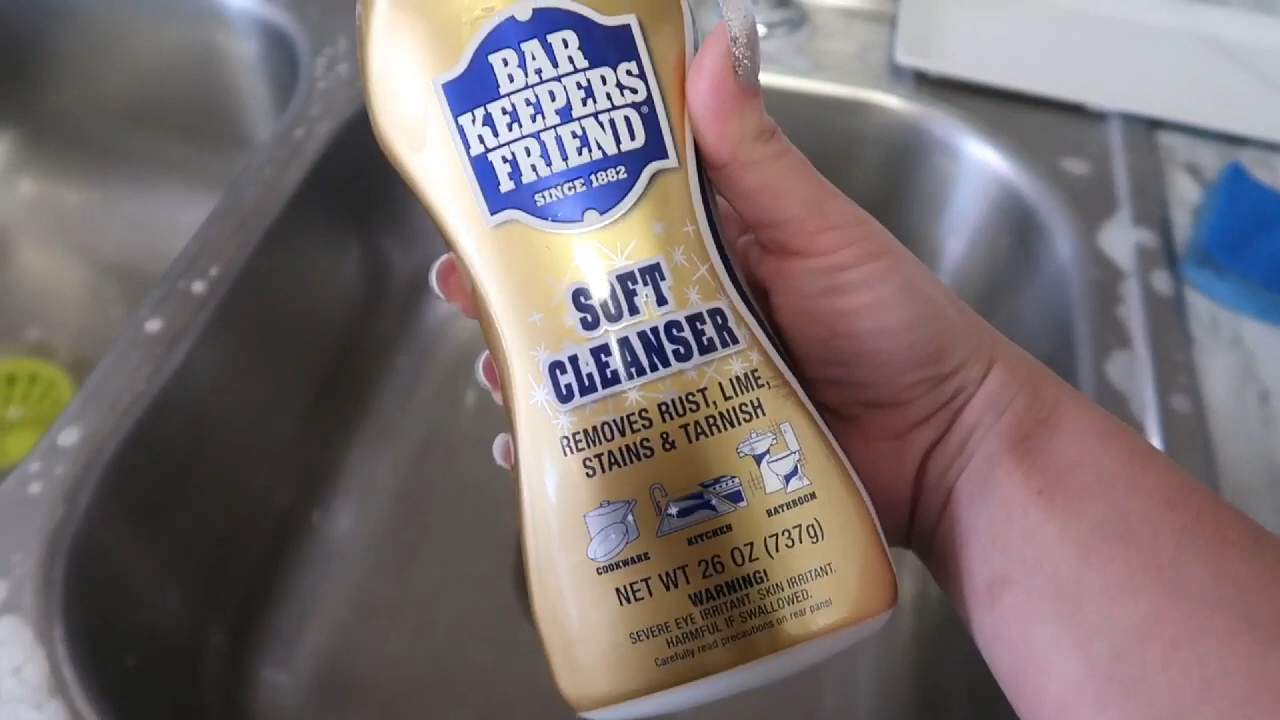 BAR
KEEPERS
FRIEND®
SINCE 1882
SOFT
CLEANSER
REMOVES RUST, LIME,
STAINS & TARNISH
COOKWARE
KITCHEN
BATHROOM
NET WT 26 OZ (737g)
WARNING!
SEVERE EYE IRRITANT. SKIN IRRITANT.
HARMFUL IF SWALLOWED.
Carefully read precautions on rear panel